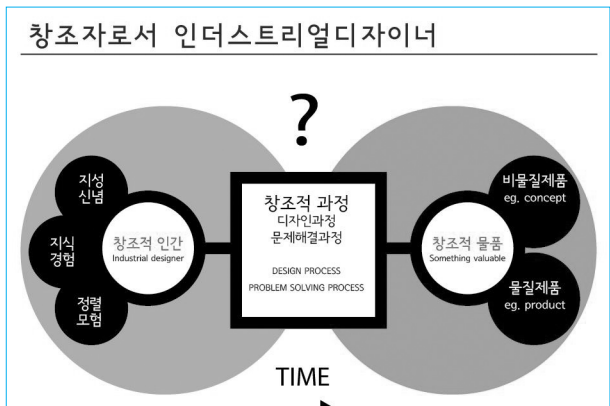 창조자로서 인더스트리얼디자이너
?
지성
신념
지식
경험
정렬
모험
창조적 인간
Industrial designer
창조적 과정
디자인과정
문제해결과정
DESIGN PROCESS
PROBLEM SOLVING PROCESS
창조적 물품
Something valuable
비물질제품
eg. concept
물질제품
eg. product
TIME